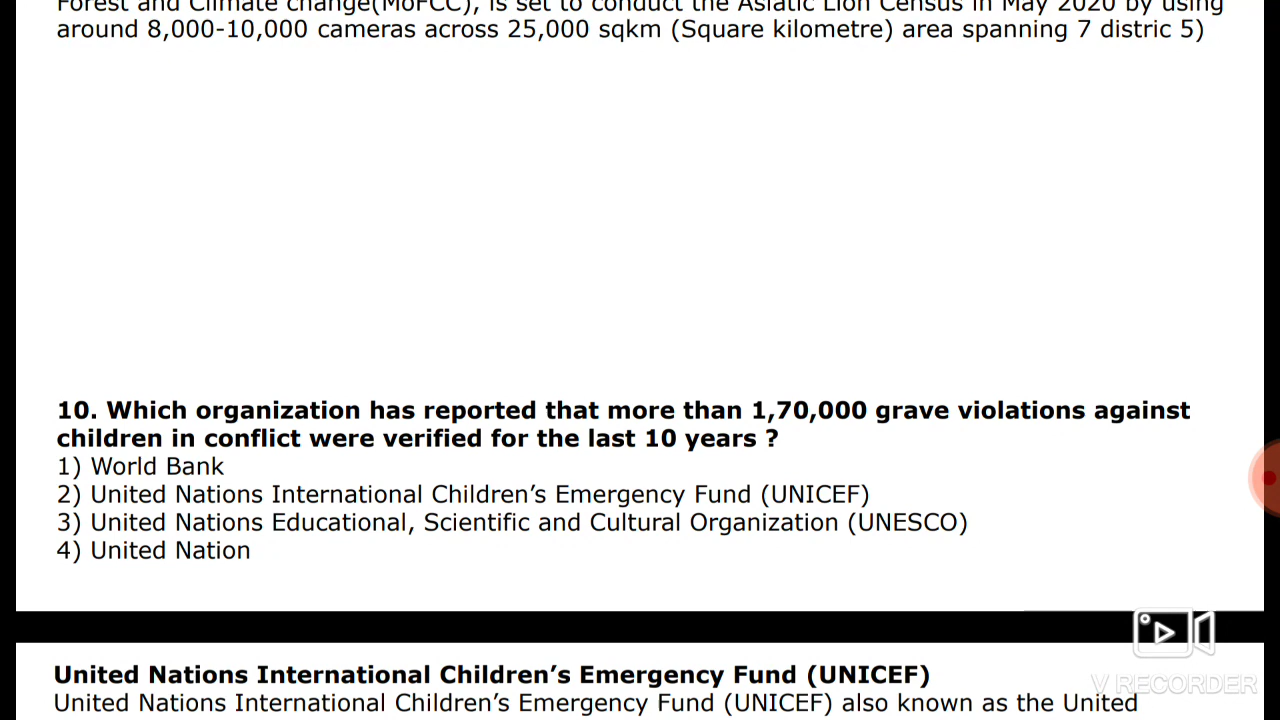 Forest and Climate change(MoFCC), is set to conduct the Asiatic Lion Census in May 2020 by using
around 8,000-10,000 cameras across 25,000 sqkm (Square kilometre) area spanning 7 distric 5)
10. Which organization has reported that more than 1,70,000 grave violations against
children in conflict were verified for the last 10 years ?
1) World Bank
2) United Nations International Children’s Emergency Fund (UNICEF)
3) United Nations Educational, Scientific and Cultural Organization (UNESCO)
4) United Nation
United Nations International Children’s Emergency Fund (UNICEF)
United Nations International Children’s Emergency Fund (UNICEF) also known as the United
V RECORDER